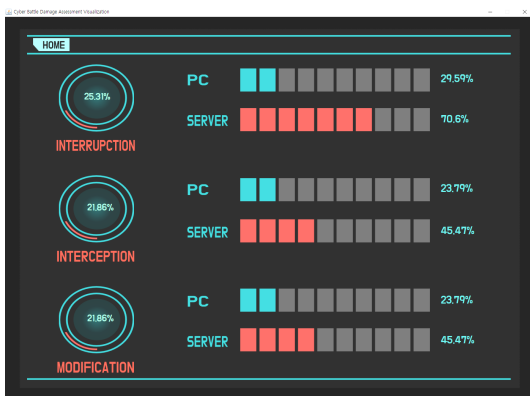 Cyber Battle Damage Assessment Visualization
HOME
25,31%
INTERRUPCTION
PC
29,59%
SERVER
70,6%
21,86%
INTERCEPTION
PC
23,79%
SERVER
45,47%
21,86%
MODIFICATION
PC
23,79%
SERVER
45,47%